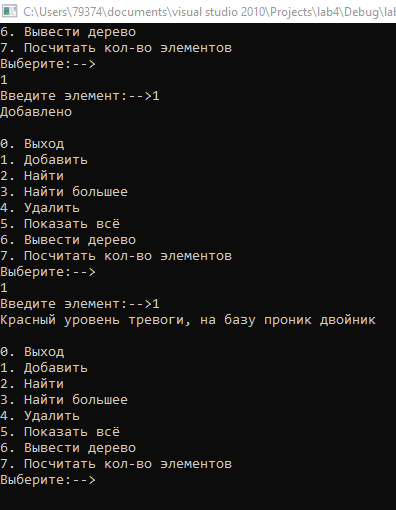 C:\Users\79374\documents\visual studio 2010\Projects\lab4\Debug\lab
6. Вывести дерево
7. Посчитать кол-во элементов
Выберите:-->
1
Введите элемент:-->1
Добавлено
0. Выход
1. Добавить
2. Найти
3. Найти большее
4. Удалить
5. Показать всё
6. Вывести дерево
7. Посчитать кол-во элементов
Выберите:-->
1
Введите элемент:-->1
Красный уровень тревоги, на базу проник двойник
0. Выход
1. Добавить
2. Найти
3. Найти большее
4. Удалить
5. Показать всё
6. Вывести дерево
7. Посчитать кол-во элементов
Выберите:-->